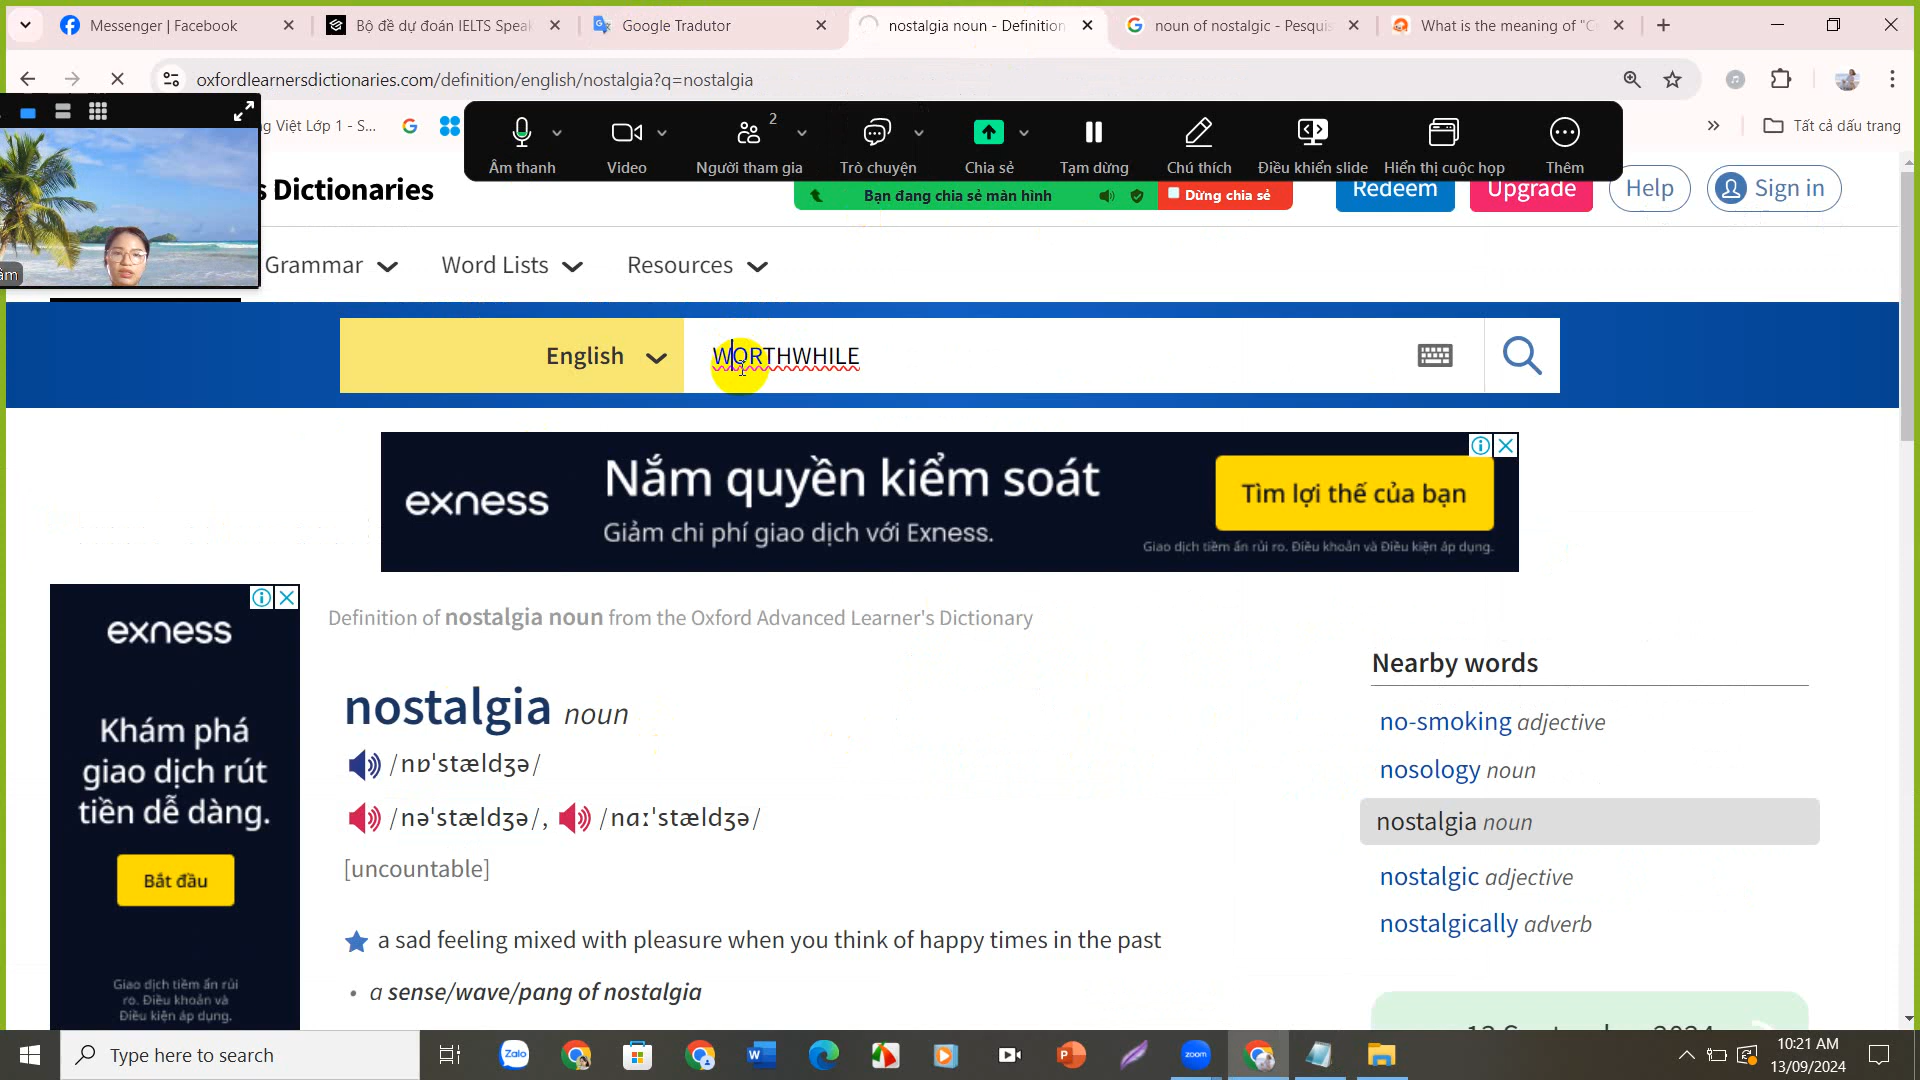 Messenger | Facebook
Bộ đề dự đoán IELTS Speak
Google Tradutor
nostalgia noun - Definition
noun of nostalgic - Pesquis
What is the meaning of "G
oxfordlearnersdictionaries.com/definition/english/nostalgia?q=nostalgia
ng Việt Lớp 1 - S...
Tất cả dấu trang
2
Âm thanh
Video
Người tham gia
Trò chuyện
Chia sẻ
Tạm dừng
Chú thích
Điều khiển slide
Hiển thị cuộc họp
Thêm
Bạn đang chia sẻ màn hình
Dừng chia sẻ
s Dictionaries
Redeem
Upgrade
Help
Sign in
Grammar
Word Lists
Resources
English
WORTHWHILE
exness
Nắm quyền kiểm soát
Giảm chi phí giao dịch với Exness.
Tìm lợi thế của bạn
Giao dịch tiềm ẩn rủi ro. Điều khoản và Điều kiện áp dụng.
exness
Khám phá
giao dịch rút
tiền dễ dàng.
Bắt đầu
Giao dịch tiềm ẩn rủi
ro. Điều khoản và
Điều kiện áp dụng.
Definition of nostalgia noun from the Oxford Advanced Learner's Dictionary
nostalgia noun
/nɒˈstældʒə/
/nəˈstældʒə/, /nɑːˈstældʒə/
[uncountable]
a sad feeling mixed with pleasure when you think of happy times in the past
• a sense/wave/pang of nostalgia
Nearby words
no-smoking adjective
nosology noun
nostalgia noun
nostalgic adjective
nostalgically adverb
13 September 2024
Type here to search
Zalo
zoom
10:21 AM
13/09/2024